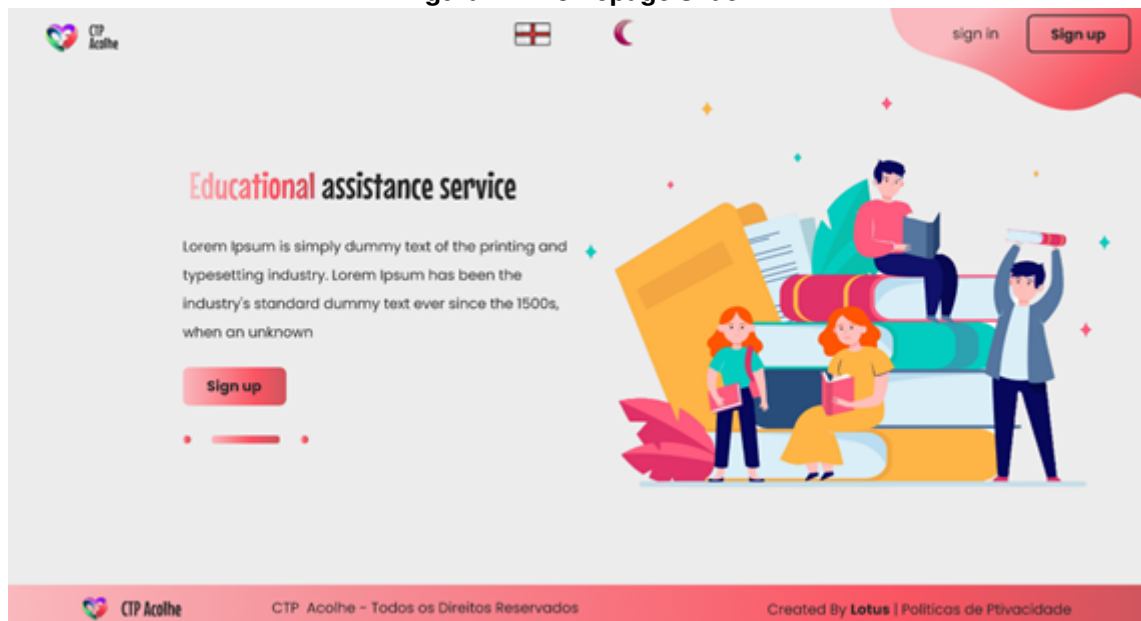 CTP
Acolhe
sign in
Sign up
Educational assistance service
Lorem Ipsum is simply dummy text of the printing and
typesetting industry. Lorem Ipsum has been the
industry's standard dummy text ever since the 1500s,
when an unknown
Sign up
CTP Acolhe
CTP Acolhe - Todos os Direitos Reservados
Created By Lotus | Politicas de Ptivacidade